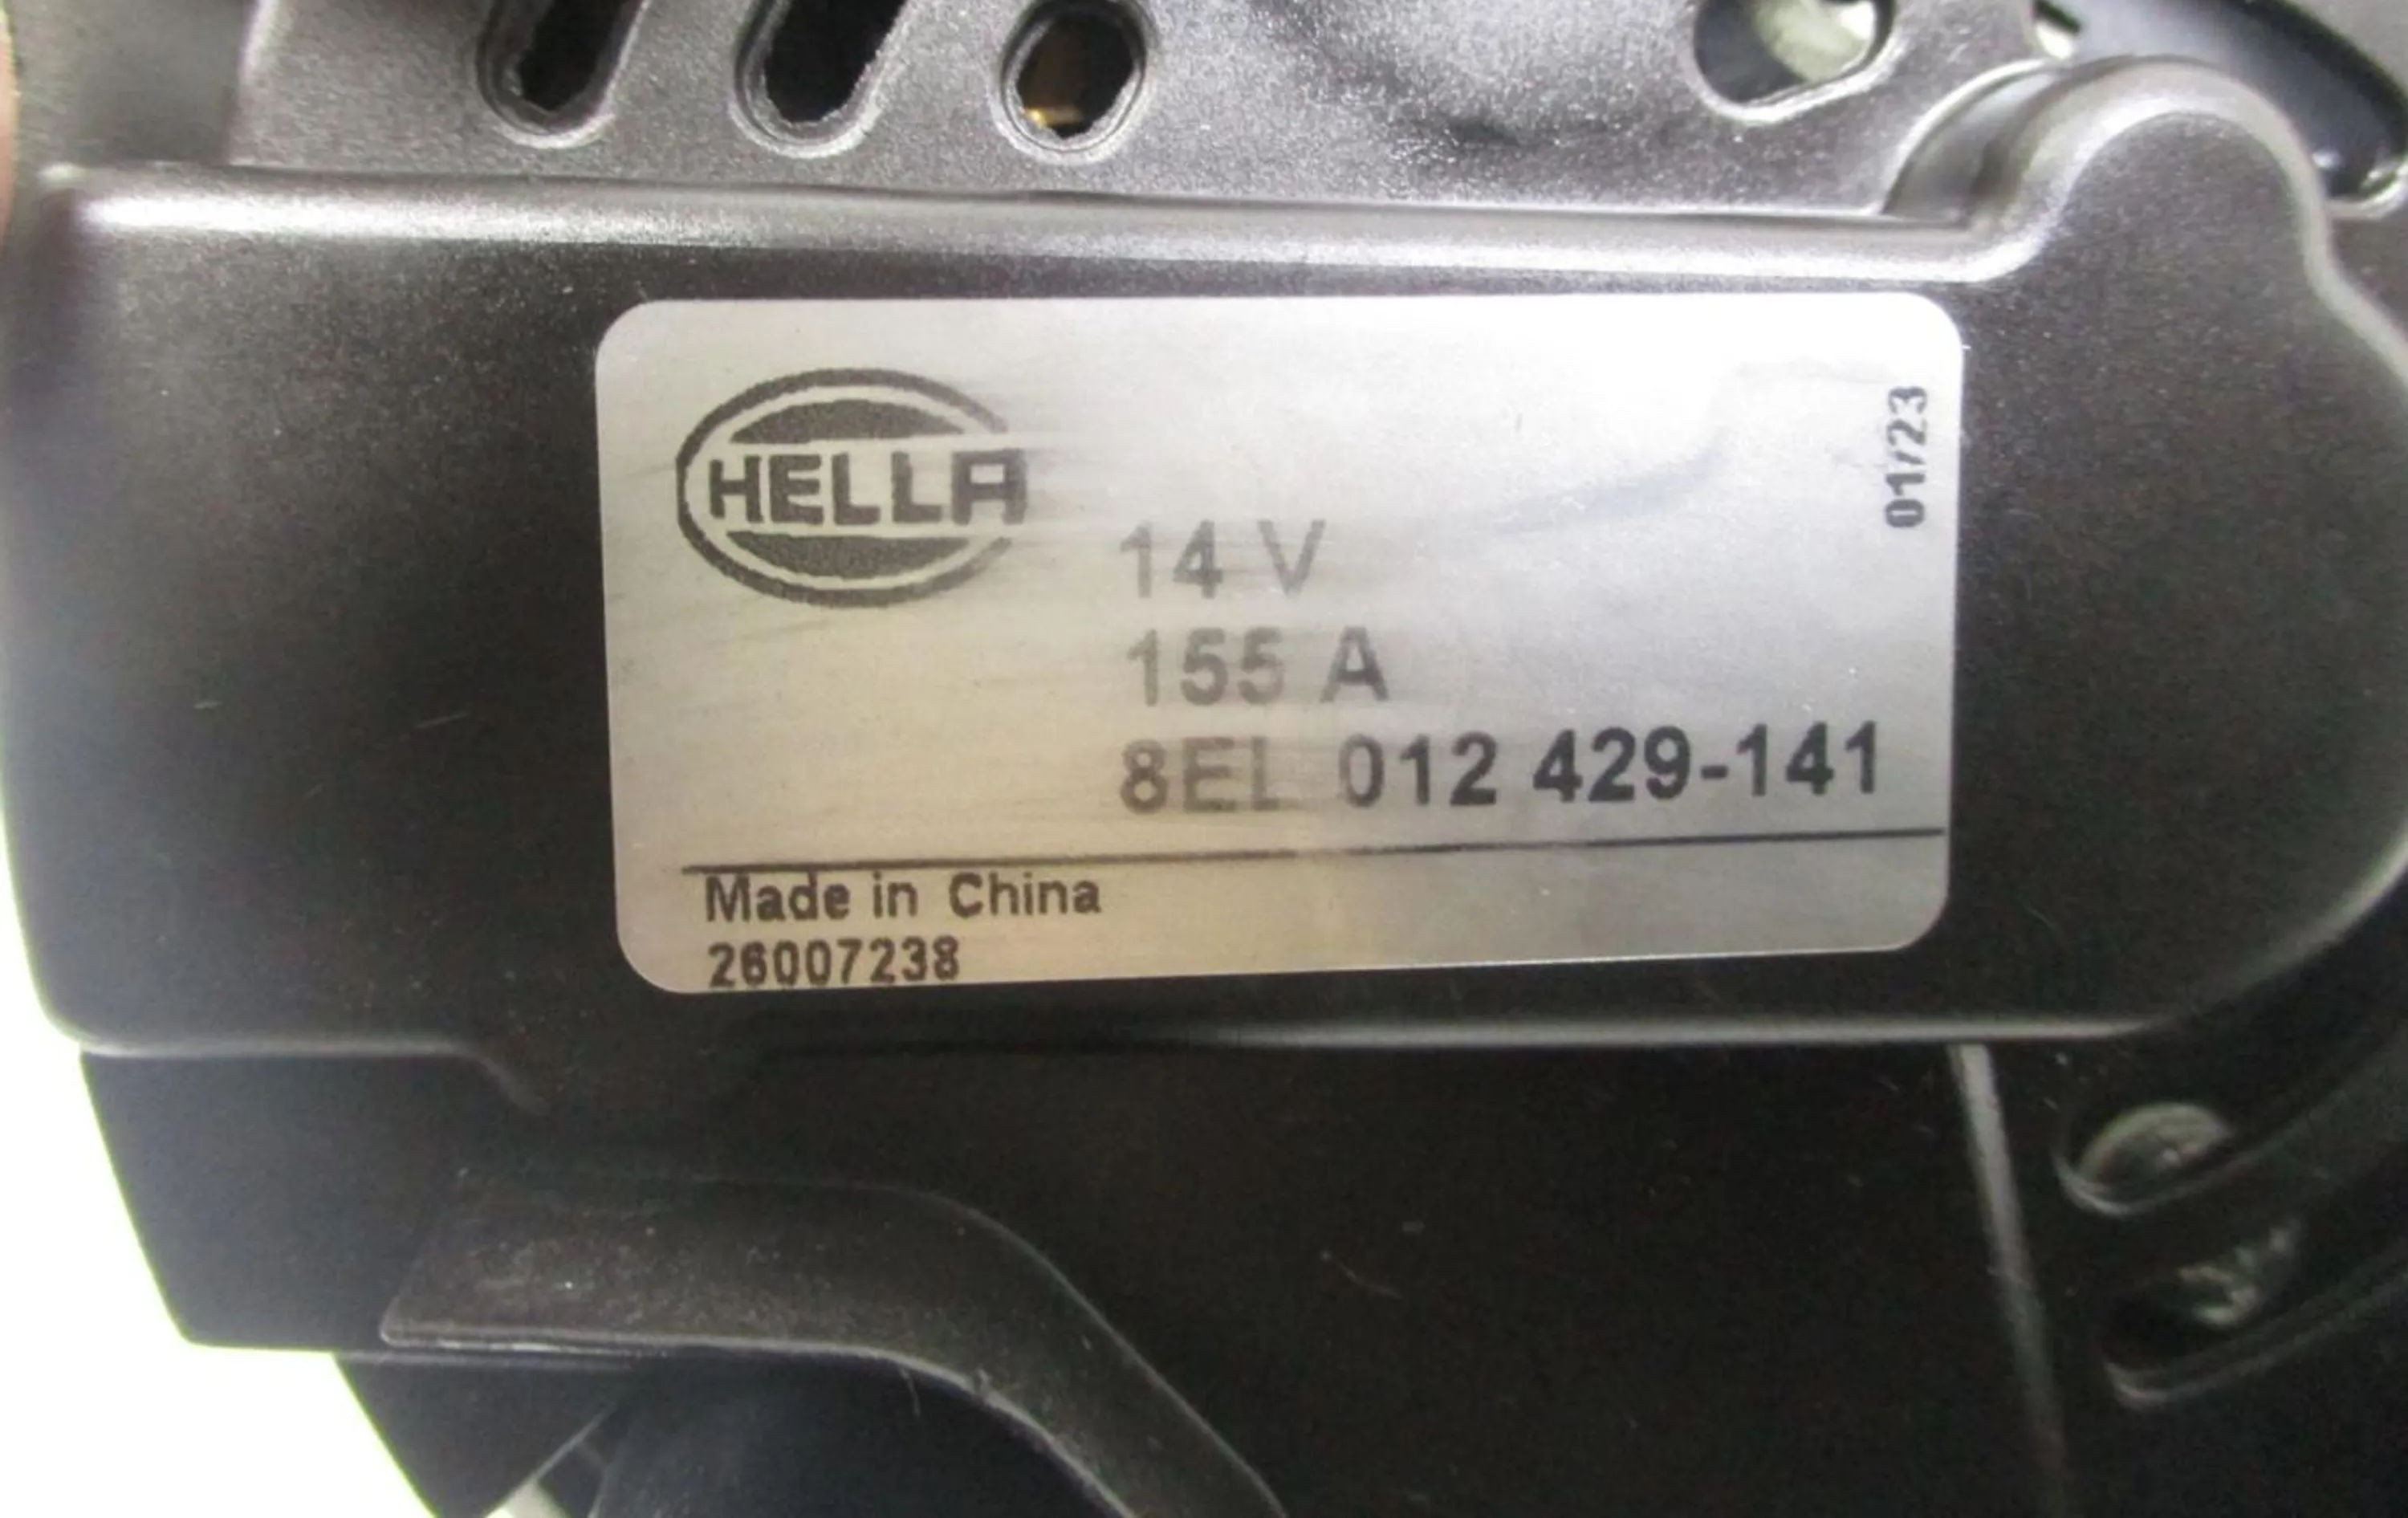 HELLA
01/23
14 V
155 A
8EL 012 429-141
Made in China
26007238